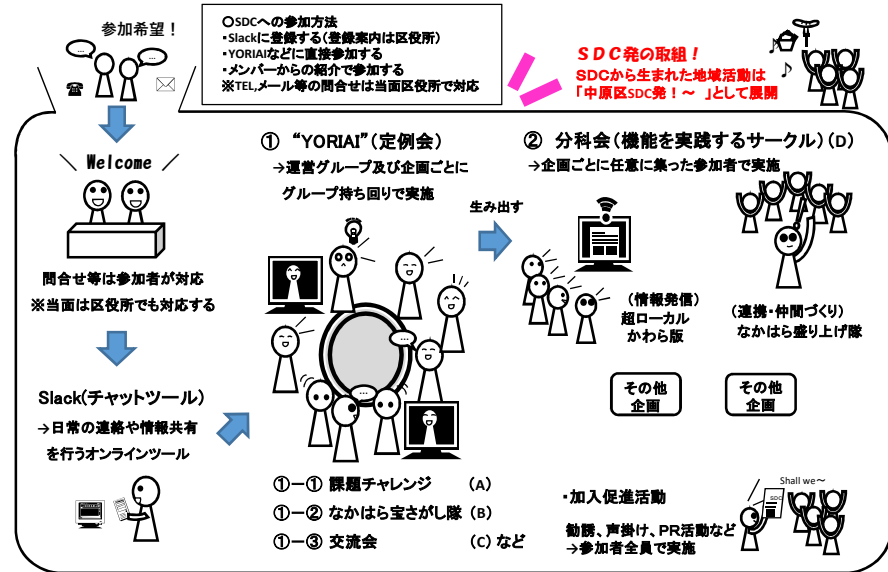 参加希望！
○SDCへの参加方法
・Slackに登録する（登録案内は区役所）
・YORIAIなどに直接参加する
・メンバーからの紹介で参加する
※TEL,メール等の問合せは当面区役所で対応
ＳＤＣ発の取組！
SDCから生まれた地域活動は
「中原区SDC発！～ 」として展開
Welcome
問合せ等は参加者が対応
※当面は区役所でも対応する
Slack(チャットツール)
→日常の連絡や情報共有
を行うオンラインツール
① “YORIAI”（定例会）
→運営グループ及び企画ごとに
グループ持ち回りで実施
生み出す
①－① 課題チャレンジ （A）
①－② なかはら宝さがし隊 （B）
①－③ 交流会 （C） など
② 分科会（機能を実践するサークル）（D）
→企画ごとに任意に集った参加者で実施
（情報発信）
超ローカル
かわら版
（連携・仲間づくり）
なかはら盛り上げ隊
その他
企画
その他
企画
・加入促進活動
勧誘、声掛け、PR活動など
→参加者全員で実施
Shall we～
SDC